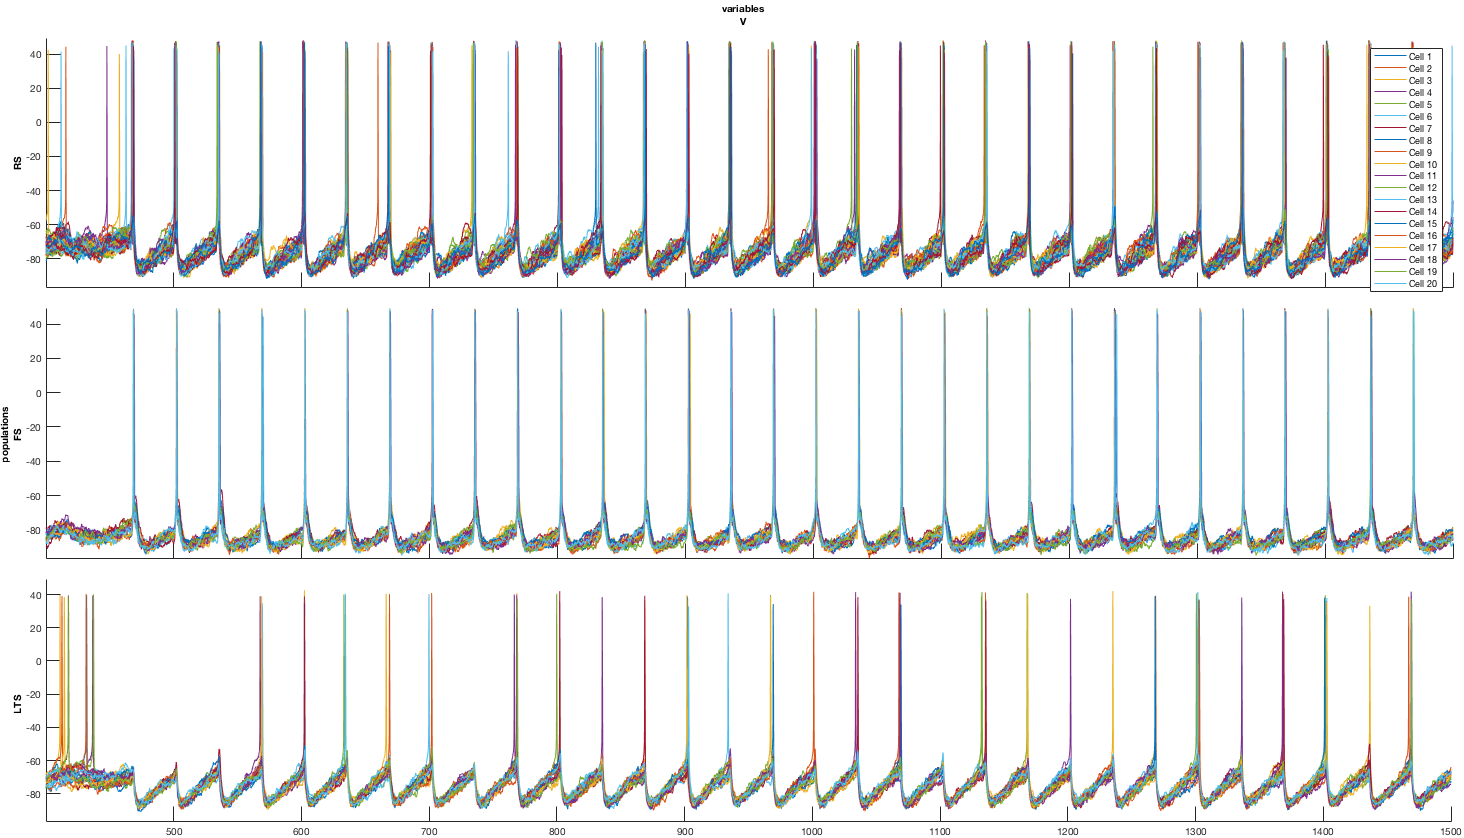 variables
V
40
20
0
-20
-40
-60
-80
RS
Cell 1
Cell 2
Cell 3
Cell 4
Cell 5
Cell 6
Cell 7
Cell 8
Cell 9
Cell 10
Cell 11
Cell 12
Cell 13
Cell 14
Cell 15
Cell 16
Cell 17
Cell 18
Cell 19
Cell 20
40
20
0
-20
-40
-60
-80
populations
FS
40
20
0
-20
-40
-60
-80
LTS
500
600
700
800
900
1000
1100
1200
1300
1400
1500